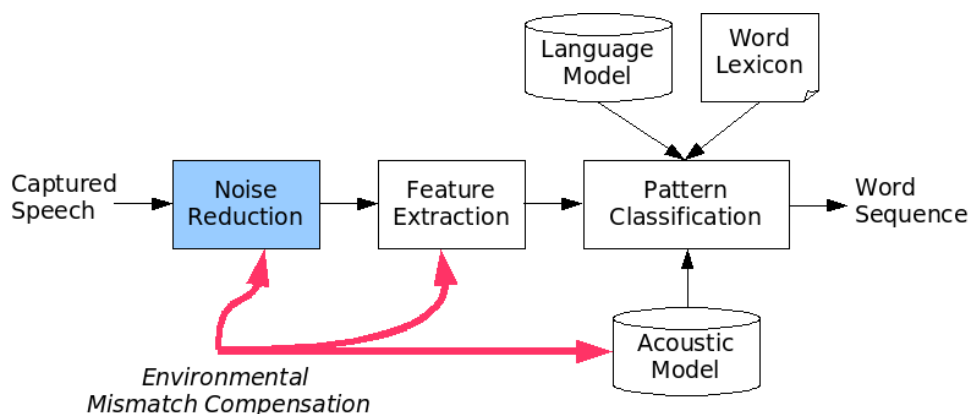 Language
Model
Word
Lexicon
Captured
Speech
Noise
Reduction
Feature
Extraction
Pattern
Classification
Word
Sequence
Acoustic
Model
Environmental
Mismatch Compensation